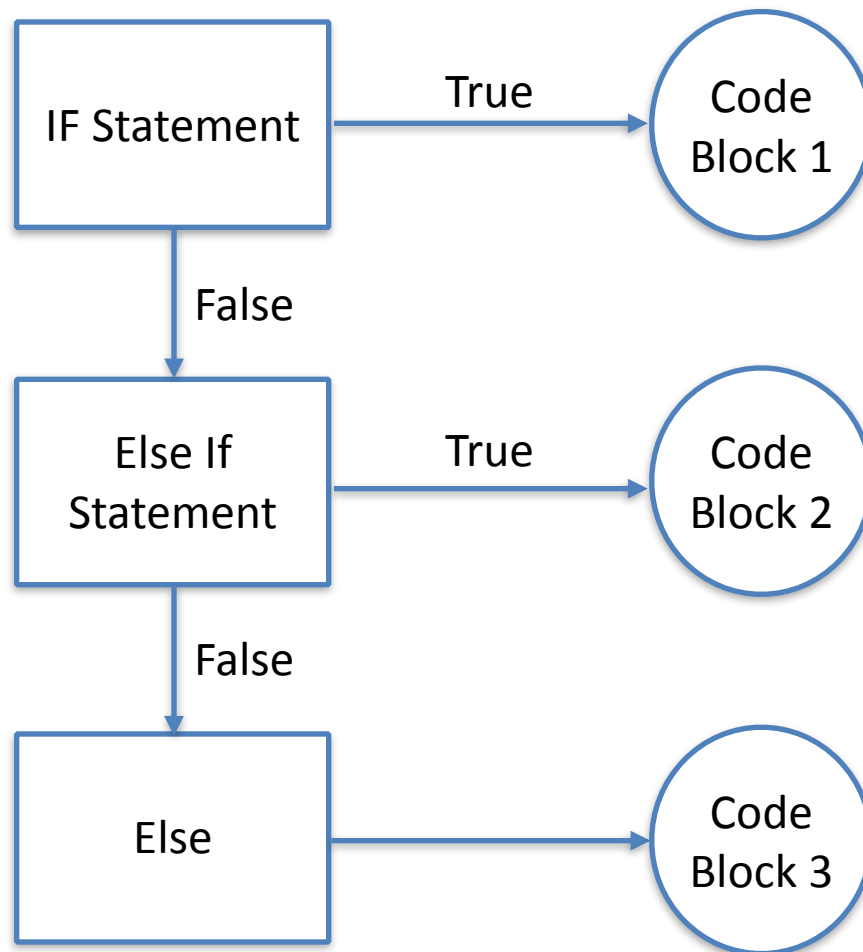 IF Statement
True
Code
Block 1
False
Else If
Statement
True
Code
Block 2
False
Else
Code
Block 3